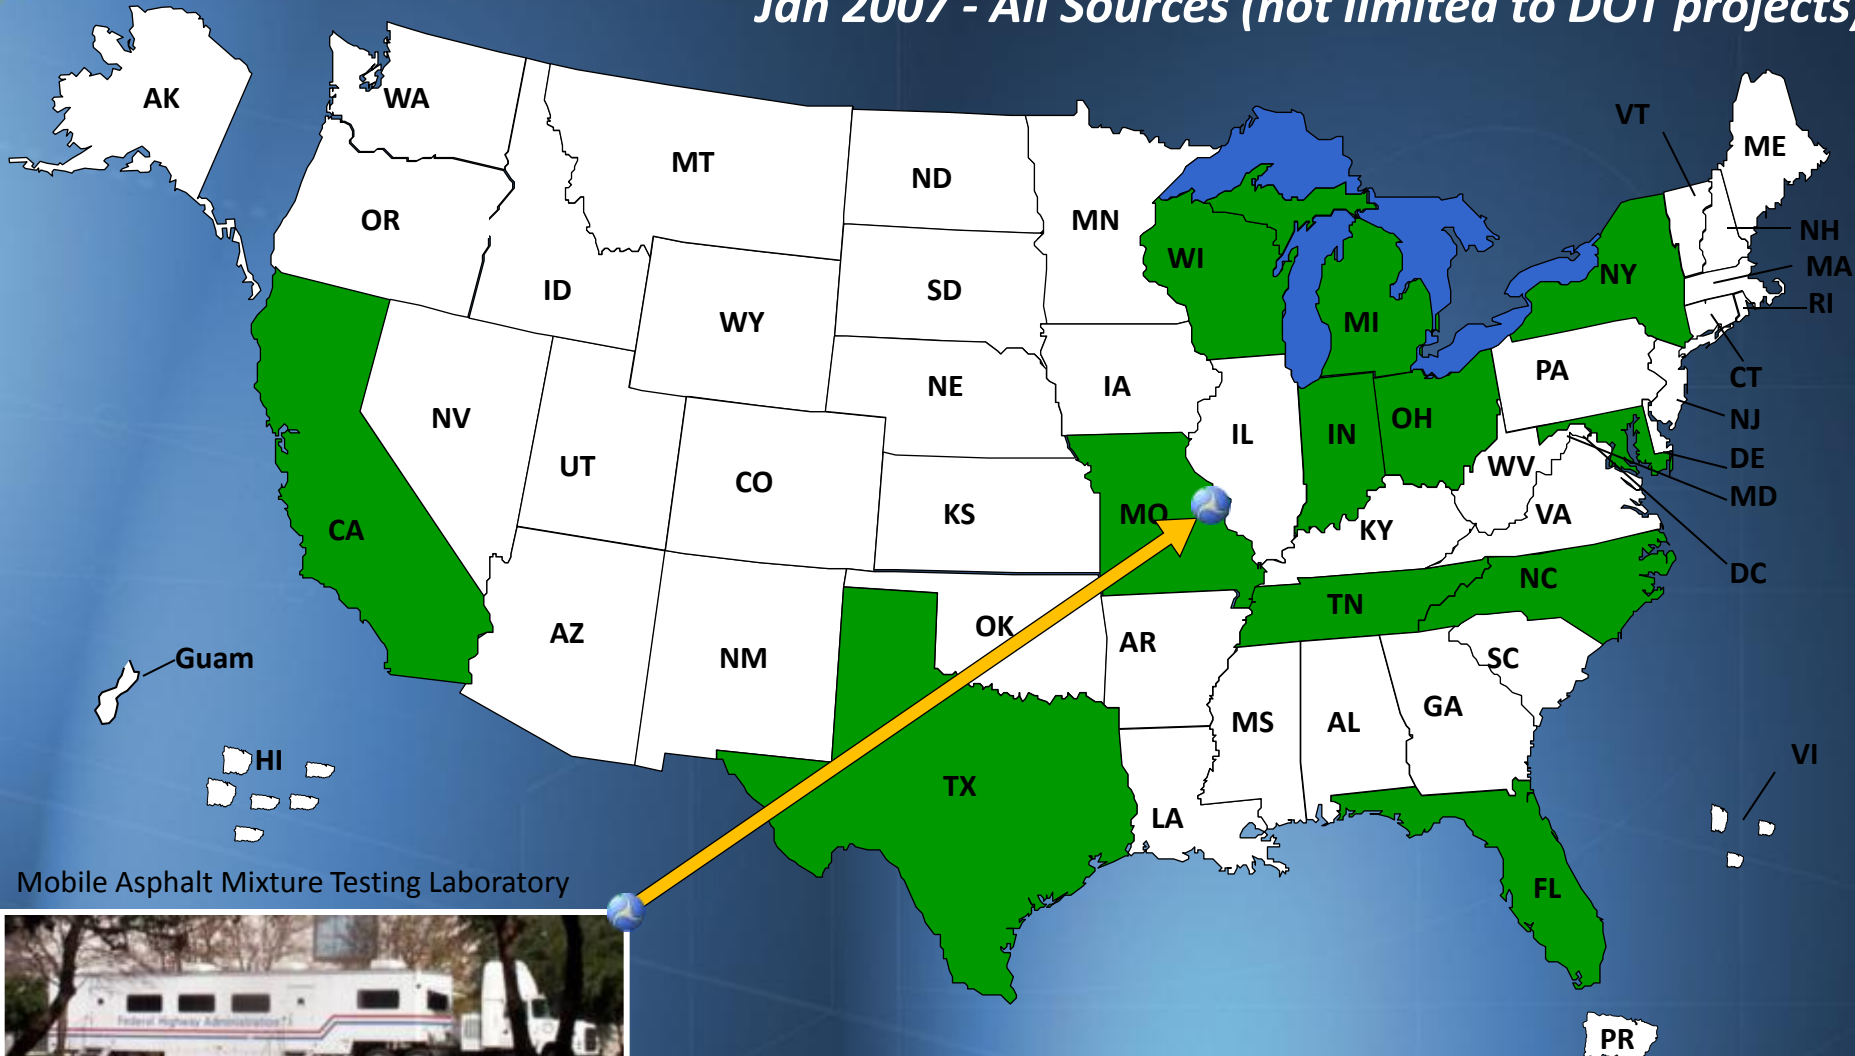 Jan 2007 - All Sources (not limited to DOT projects)
AK
WA
MT
ND
MN
VT
ME
OR
ID
WY
SD
WI
MI
NY
NH
MA
RI
NV
UT
CO
NE
IA
IL
IN
OH
PA
CT
NJ
DE
MD
WV
VA
DC
CA
KS
MO
KY
AZ
NM
OK
AR
TN
NC
SC
Guam
HI
TX
LA
MS
AL
GA
FL
VI
PR
Mobile Asphalt Mixture Testing Laboratory
Federal Highway Administration